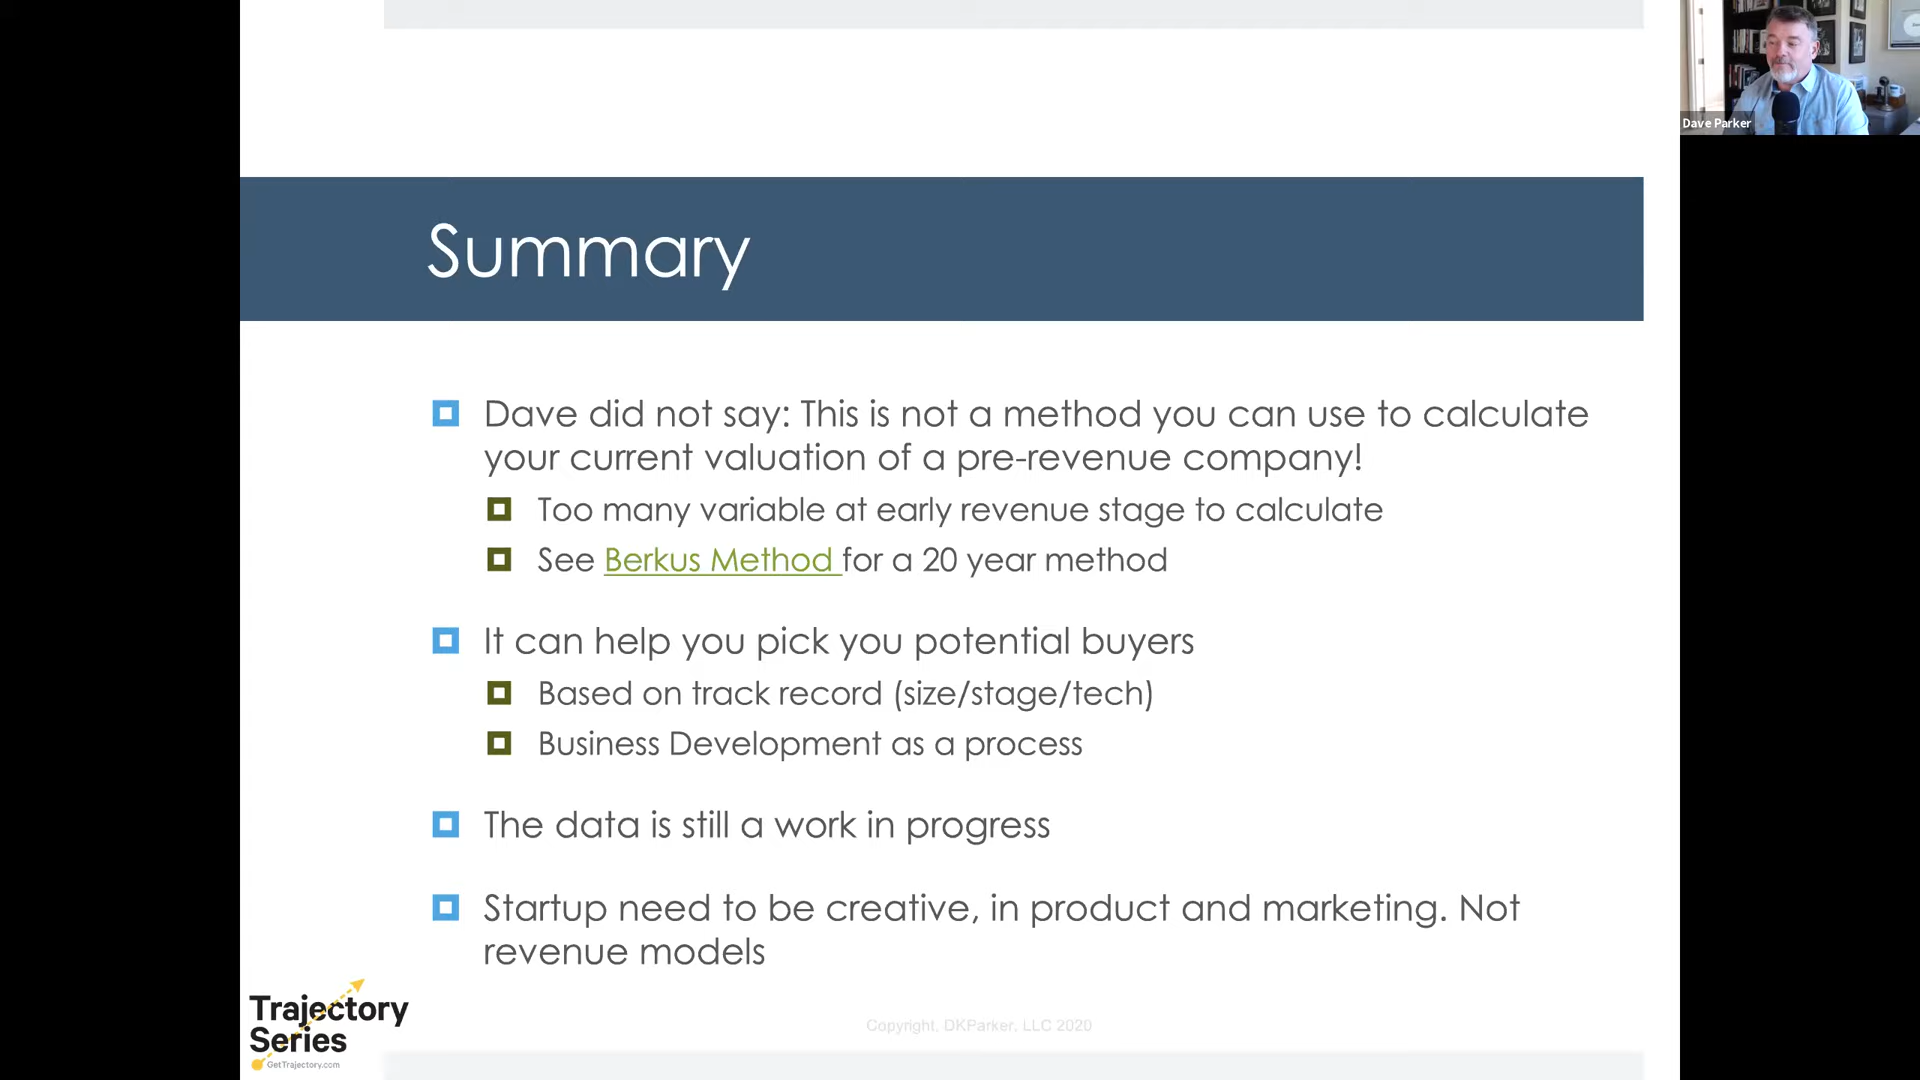 Dave Parker
Summary
Dave did not say: This is not a method you can use to calculate
your current valuation of a pre-revenue company!
Too many variable at early revenue stage to calculate
See Berkus Method for a 20 year method
It can help you pick you potential buyers
Based on track record (size/stage/tech)
Business Development as a process
The data is still a work in progress
Startup need to be creative, in product and marketing. Not
revenue models
Trajectory
Series
GetTrajectory.com
Copyright, DKParker, LLC 2020